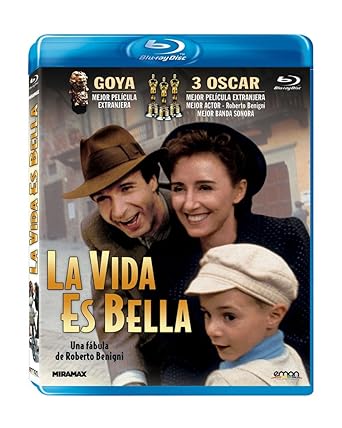 Blu-ray Disc
GOYA
MEJOR PELÍCULA
EXTRANJERA
3 OSCAR
MEJOR PELÍCULA EXTRANJERA
MEJOR ACTOR - Roberto Benigni
MEJOR BANDA SONORA
Blu-ray Disc
LA VIDA ES BELLA
LA VIDA
ES BELLA
Una fábula
de Roberto Benigni
MIRAMAX
eman